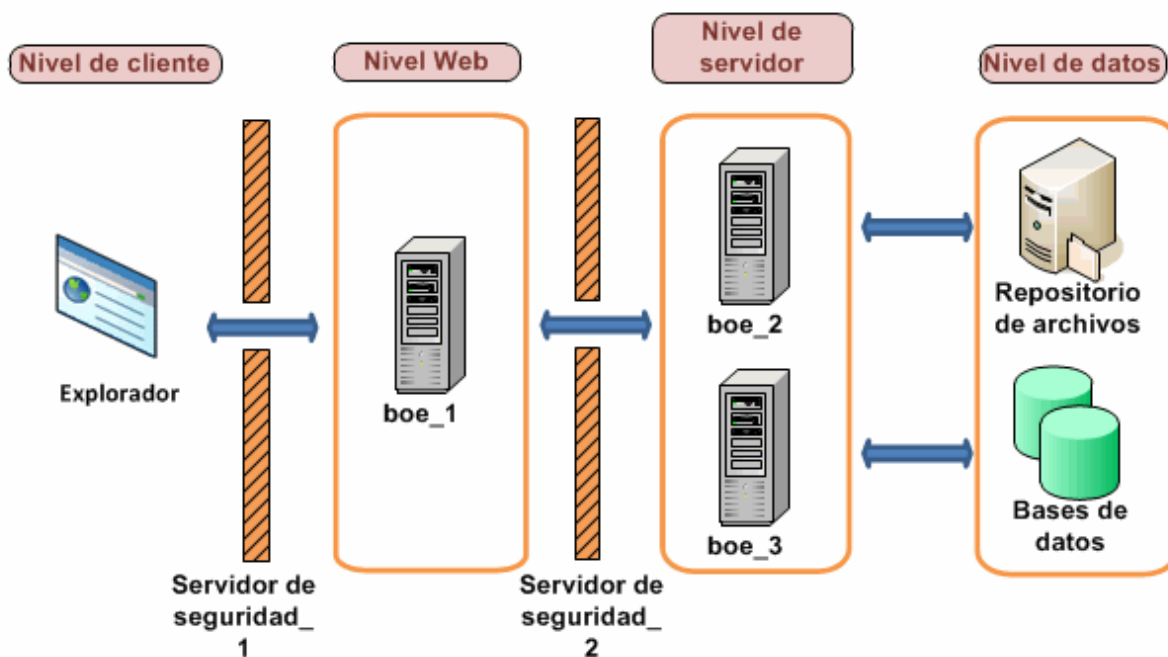 Nivel de cliente
Nivel Web
Nivel de
servidor
Nivel de datos
Explorador
boe_1
boe_2
boe_3
Repositorio
de archivos
Bases de
datos
Servidor de
seguridad_
1
Servidor de
seguridad_
2